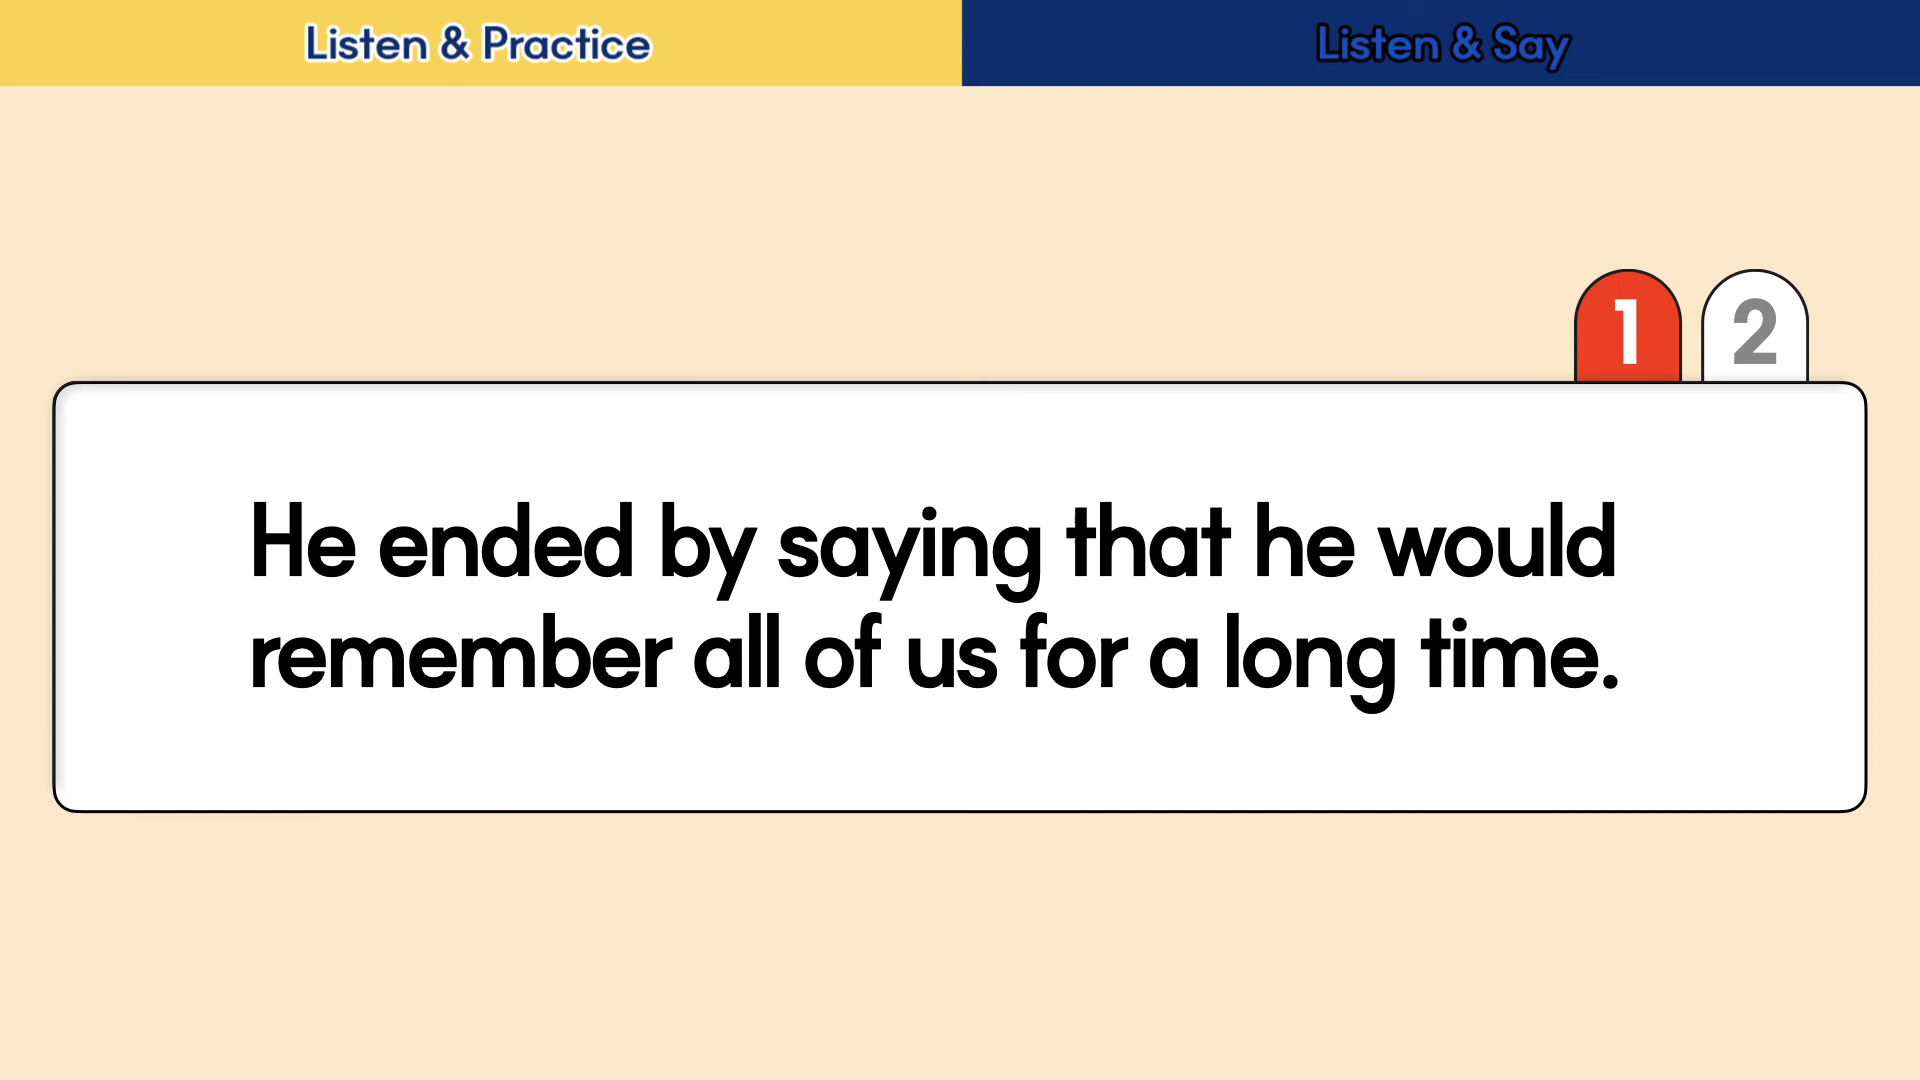 Listen & Practice
Listen & Say
1
2
He ended by saying that he would
remember all of us for a long time.